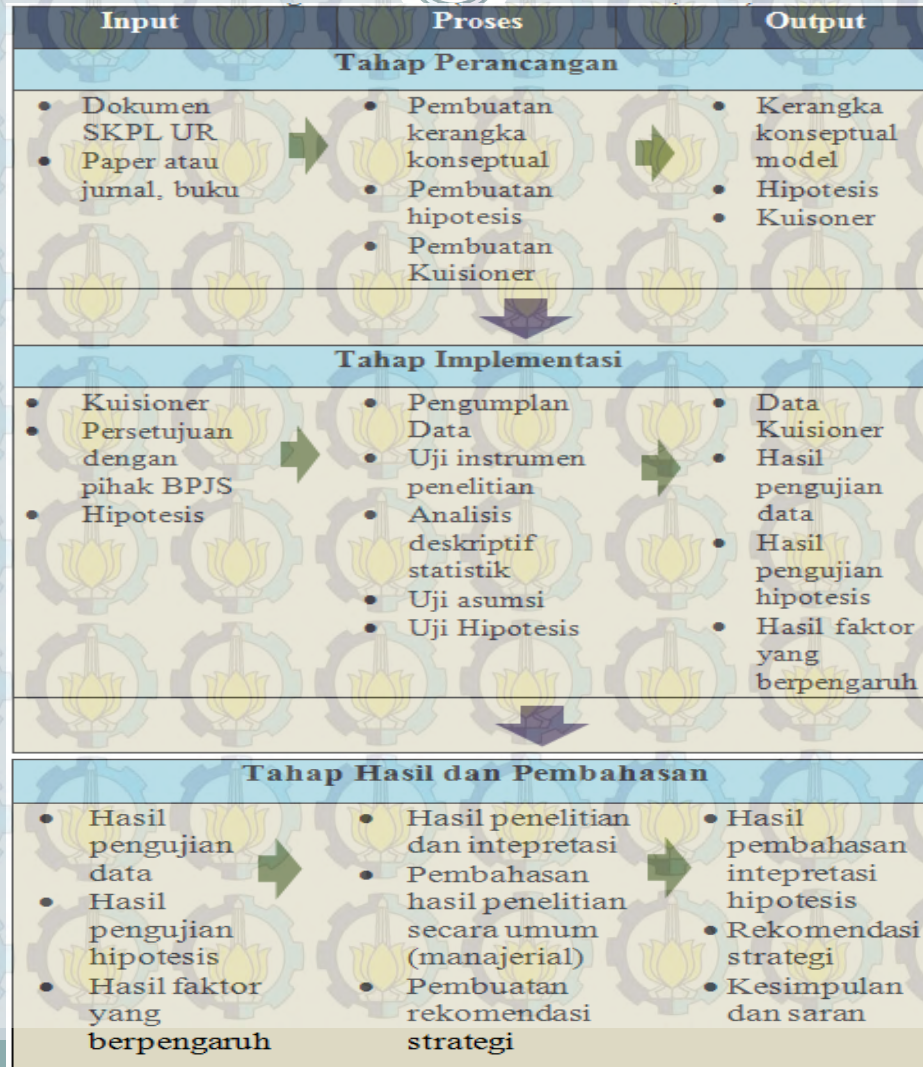 Input Proses Output
Tahap Perancangan
• Dokumen
SKPL UR
• Paper atau
jurnal, buku
• Pembuatan
kerangka
konseptual
• Pembuatan
hipotesis
• Pembuatan
Kuisioner
• Kerangka
konseptual
model
• Hipotesis
• Kuisoner
Tahap Implementasi
• Kuisioner
• Persetujuan
dengan
pihak BPJS
• Hipotesis
• Pengumplan
Data
• Uji instrumen
penelitian
• Analisis
deskriptif
statistik
• Uji asumsi
• Uji Hipotesis
• Data
Kuisioner
• Hasil
pengujian
data
• Hasil
pengujian
hipotesis
• Hasil faktor
yang
berpengaruh
Tahap Hasil dan Pembahasan
• Hasil
pengujian
data
• Hasil
pengujian
hipotesis
• Hasil faktor
yang
berpengaruh
• Hasil penelitian
dan intepretasi
• Pembahasan
hasil penelitian
secara umum
(manajerial)
• Pembuatan
rekomendasi
strategi
• Hasil
pembahasan
intepretasi
hipotesis
• Rekomendasi
strategi
• Kesimpulan
dan saran